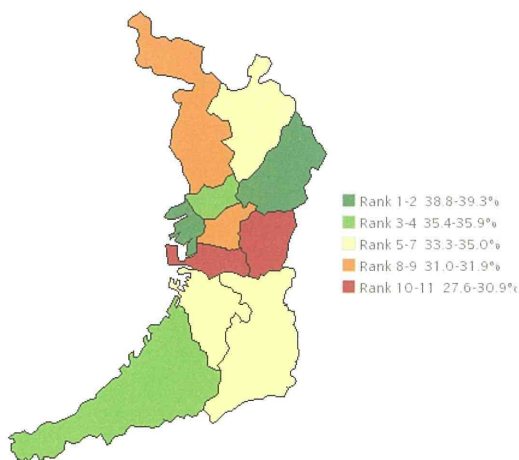 Rank 1-2 38.8-39.3%
Rank 3-4 35.4-35.9%
Rank 5-7 33.3-35.0%
Rank 8-9 31.0-31.9%
Rank 10-11 27.6-30.9%